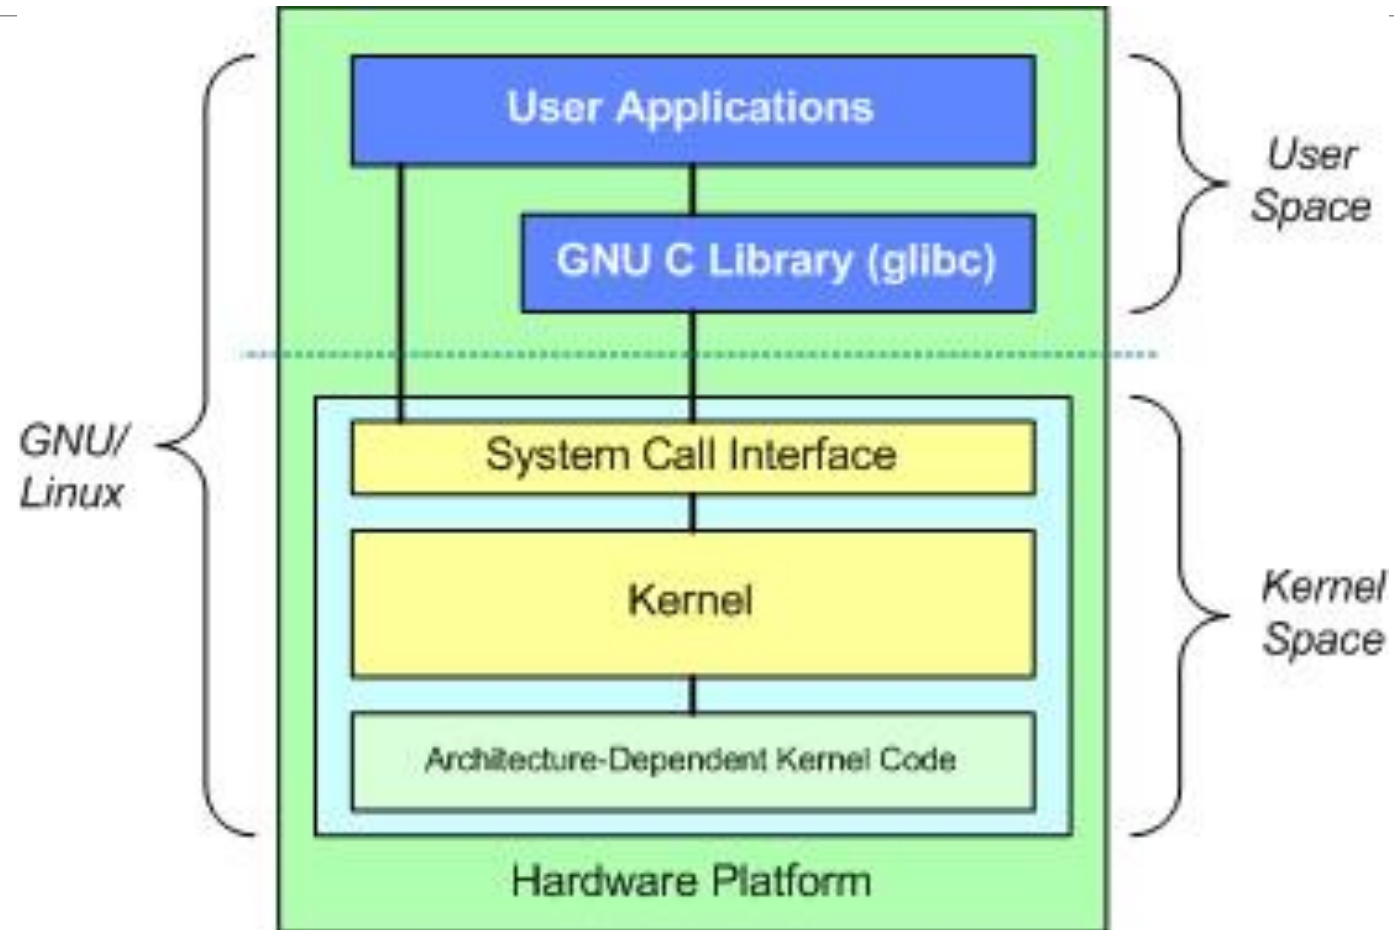 User Applications
User
Space
GNU C Library (glibc)
GNU/
Linux
System Call Interface
Kernel
Kernel
Space
Architecture-Dependent Kernel Code
Hardware Platform